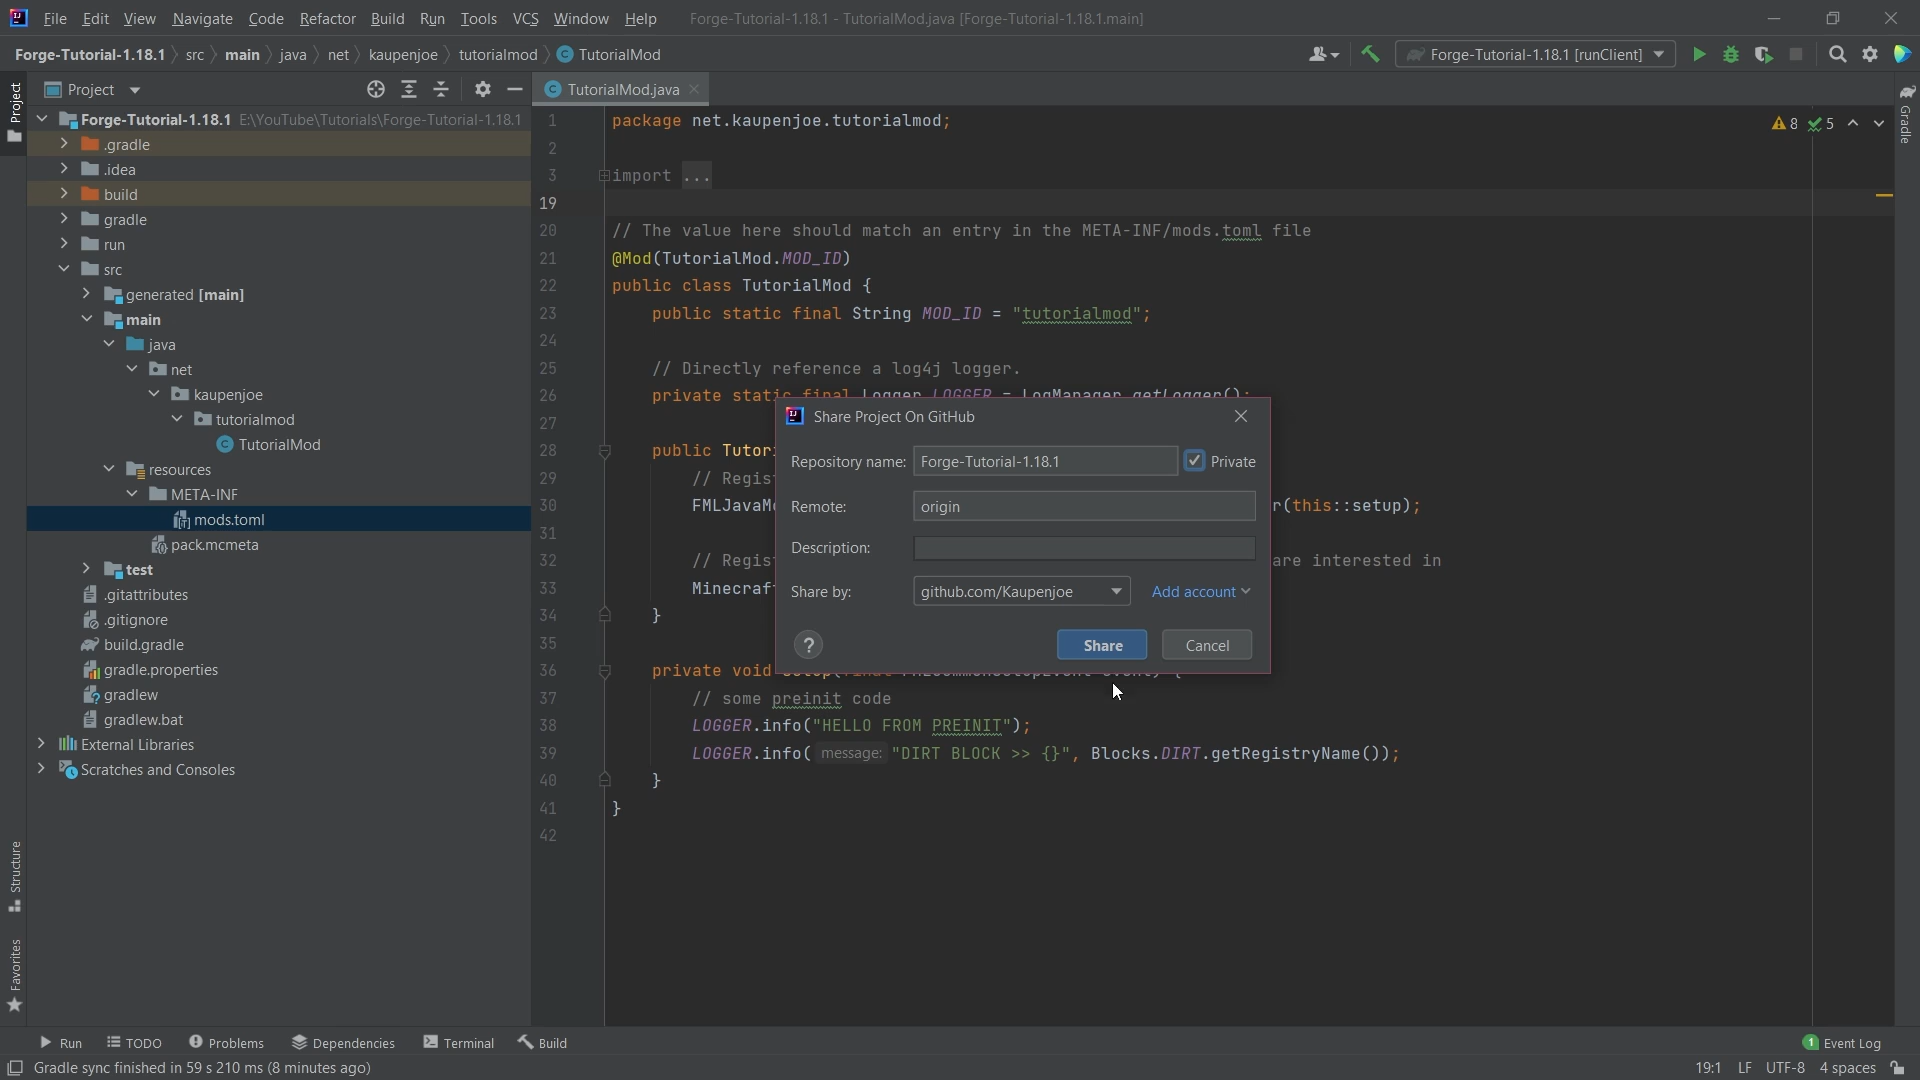 File Edit View Navigate Code Refactor Build Run Tools VCS Window Help Forge-Tutorial-1.18.1 - TutorialMod.java [Forge-Tutorial-1.18.1.main]
Forge-Tutorial-1.18.1 src main java net kaupenjoe tutorialmod TutorialMod
Forge-Tutorial-1.18.1 [runClient]
Project
Structure
Favorites
Gradle
Project
Forge-Tutorial-1.18.1 E:\YouTube\Tutorials\Forge-Tutorial-1.18.1
.gradle
.idea
build
gradle
run
src
generated [main]
main
java
net
kaupenjoe
tutorialmod
TutorialMod
resources
META-INF
mods.toml
pack.mcmeta
test
.gitattributes
.gitignore
build.gradle
gradle.properties
gradlew
gradlew.bat
External Libraries
Scratches and Consoles
TutorialMod.java
8 5
1 package net.kaupenjoe.tutorialmod;
2
3 import ...
19
20 // The value here should match an entry in the META-INF/mods.toml file
21 @Mod(TutorialMod.MOD_ID)
22 public class TutorialMod {
23 public static final String MOD_ID = "tutorialmod";
24
25 // Directly reference a log4j logger.
26 private static final Logger LOGGER = LogManager.getLogger();
27
28 public Tutor
29 // Regist
30 FMLJavaMo r(this::setup);
31
32 // Regist are interested in
33 Minecraf
34 }
35
36 private void setup(final FMLCommonSetupEvent event) {
37 // some preinit code
38 LOGGER.info("HELLO FROM PREINIT");
39 LOGGER.info( message: "DIRT BLOCK >> {}", Blocks.DIRT.getRegistryName());
40 }
41 }
42
Share Project On GitHub
Repository name: Forge-Tutorial-1.18.1 Private
Remote: origin
Description:
Share by: github.com/Kaupenjoe Add account
? Share Cancel
Run TODO Problems Dependencies Terminal Build 1 Event Log
Gradle sync finished in 59 s 210 ms (8 minutes ago) 19:1 LF UTF-8 4 spaces